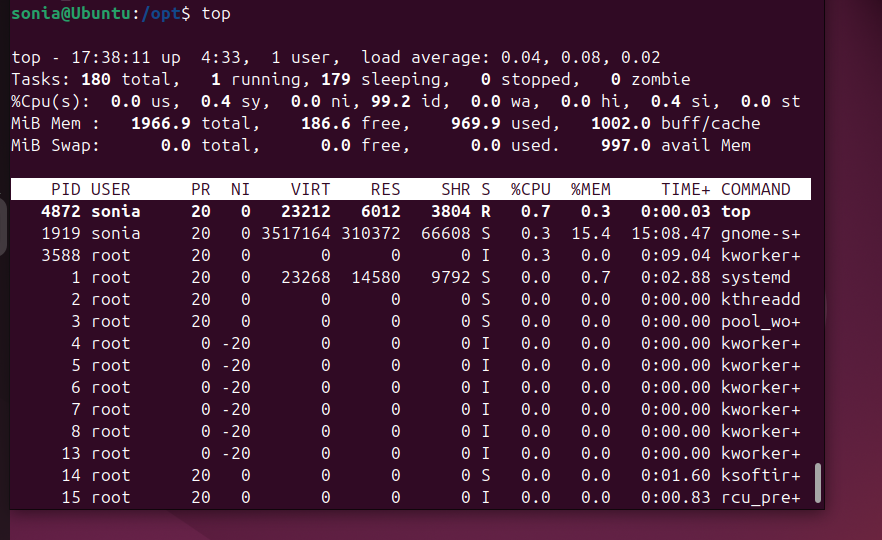 sonia@Ubuntu:/opt$ top
top - 17:38:11 up  4:33,  1 user,  load average: 0.04, 0.08, 0.02
Tasks: 180 total,   1 running, 179 sleeping,   0 stopped,   0 zombie
%Cpu(s):  0.0 us,  0.4 sy,  0.0 ni, 99.2 id,  0.0 wa,  0.0 hi,  0.4 si,  0.0 st
MiB Mem :   1966.9 total,    186.6 free,    969.9 used,   1002.0 buff/cache
MiB Swap:      0.0 total,      0.0 free,      0.0 used.    997.0 avail Mem
PID USER      PR  NI    VIRT    RES    SHR S  %CPU  %MEM     TIME+ COMMAND
4872 sonia     20   0   23212   6012   3804 R   0.7   0.3   0:00.03 top
1919 sonia     20   0 3517164 310372  66608 S   0.3  15.4  15:08.47 gnome-s+
3588 root      20   0       0      0      0 I   0.3   0.0   0:09.04 kworker+
1 root      20   0   23268  14580   9792 S   0.0   0.7   0:02.88 systemd
2 root      20   0       0      0      0 S   0.0   0.0   0:00.00 kthreadd
3 root      20   0       0      0      0 S   0.0   0.0   0:00.00 pool_wo+
4 root       0 -20       0      0      0 I   0.0   0.0   0:00.00 kworker+
5 root       0 -20       0      0      0 I   0.0   0.0   0:00.00 kworker+
6 root       0 -20       0      0      0 I   0.0   0.0   0:00.00 kworker+
7 root       0 -20       0      0      0 I   0.0   0.0   0:00.00 kworker+
8 root       0 -20       0      0      0 I   0.0   0.0   0:00.00 kworker+
13 root       0 -20       0      0      0 I   0.0   0.0   0:00.00 kworker+
14 root      20   0       0      0      0 S   0.0   0.0   0:01.60 ksoftir+
15 root      20   0       0      0      0 I   0.0   0.0   0:00.83 rcu_pre+